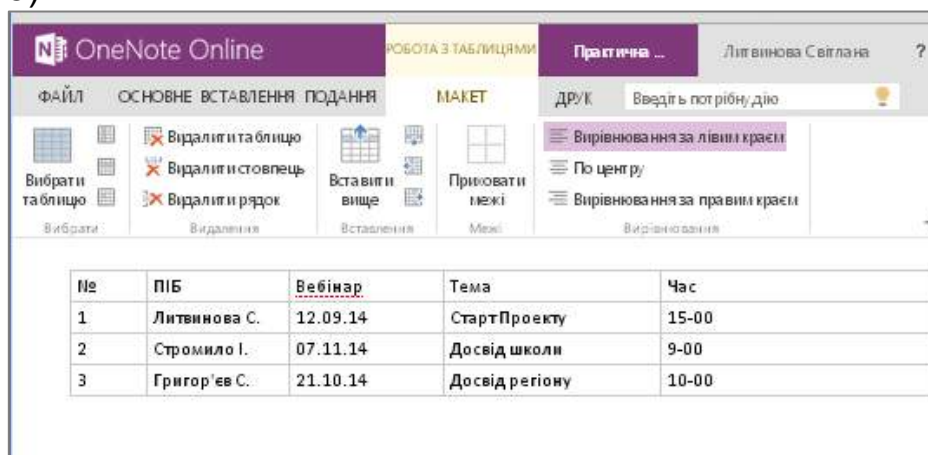 OneNote Online РОБОТА З ТАБЛИЦЯМИ Практична ... Литвинова Світлана ?
ФАЙЛ ОСНОВНЕ ВСТАВЛЕННЯ ПОДАННЯ МАКЕТ ДРУК Введіть потрібну дію
Видалити таблицю Вирівнювання за лівим краєм
Видалити стовпець По центру
Вибрати таблицю Видалити рядок Вставити вище Приховати межі Вирівнювання за правим краєм
Вибрати Видалення Вставлення Межі Вирівнювання
№ ПІБ Вебінар Тема Час
1 Литвинова С. 12.09.14 Старт Проекту 15-00
2 Стромило І. 07.11.14 Досвід школи 9-00
3 Григор'єв С. 21.10.14 Досвід регіону 10-00